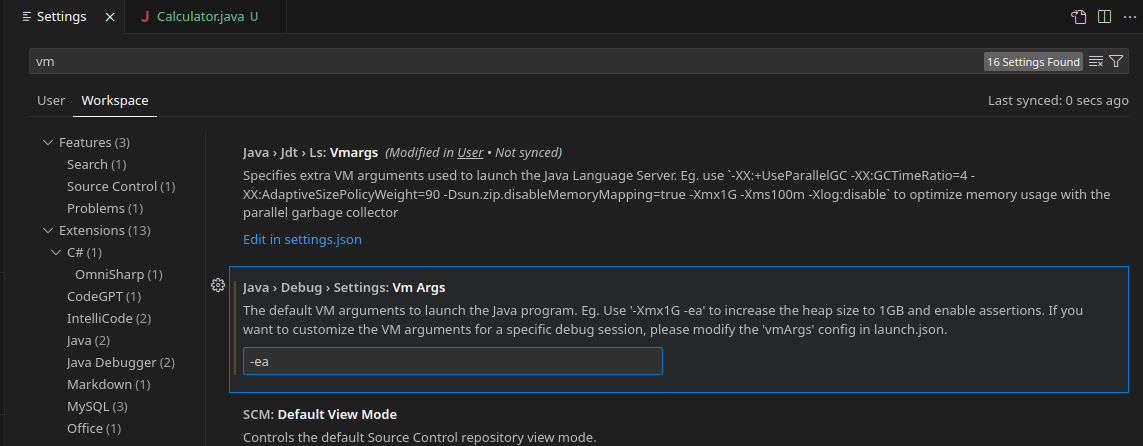 Settings
Calculator.java U
vm
16 Settings Found
User
Workspace
Last synced: 0 secs ago
Features (3)
Search (1)
Source Control (1)
Problems (1)
Extensions (13)
C# (1)
OmniSharp (1)
CodeGPT (1)
IntelliCode (2)
Java (2)
Java Debugger (2)
Markdown (1)
MySQL (3)
Office (1)
Java › Jdt › Ls: Vmargs (Modified in User • Not synced)
Specifies extra VM arguments used to launch the Java Language Server. Eg. use `-XX:+UseParallelGC -XX:GCTimeRatio=4 -
XX:AdaptiveSizePolicyWeight=90 -Dsun.zip.disableMemoryMapping=true -Xmx1G -Xms100m -Xlog:disable` to optimize memory usage with the
parallel garbage collector
Edit in settings.json
Java › Debug › Settings: Vm Args
The default VM arguments to launch the Java program. Eg. Use '-Xmx1G -ea' to increase the heap size to 1GB and enable assertions. If you
want to customize the VM arguments for a specific debug session, please modify the 'vmArgs' config in launch.json.
-ea
SCM: Default View Mode
Controls the default Source Control repository view mode.